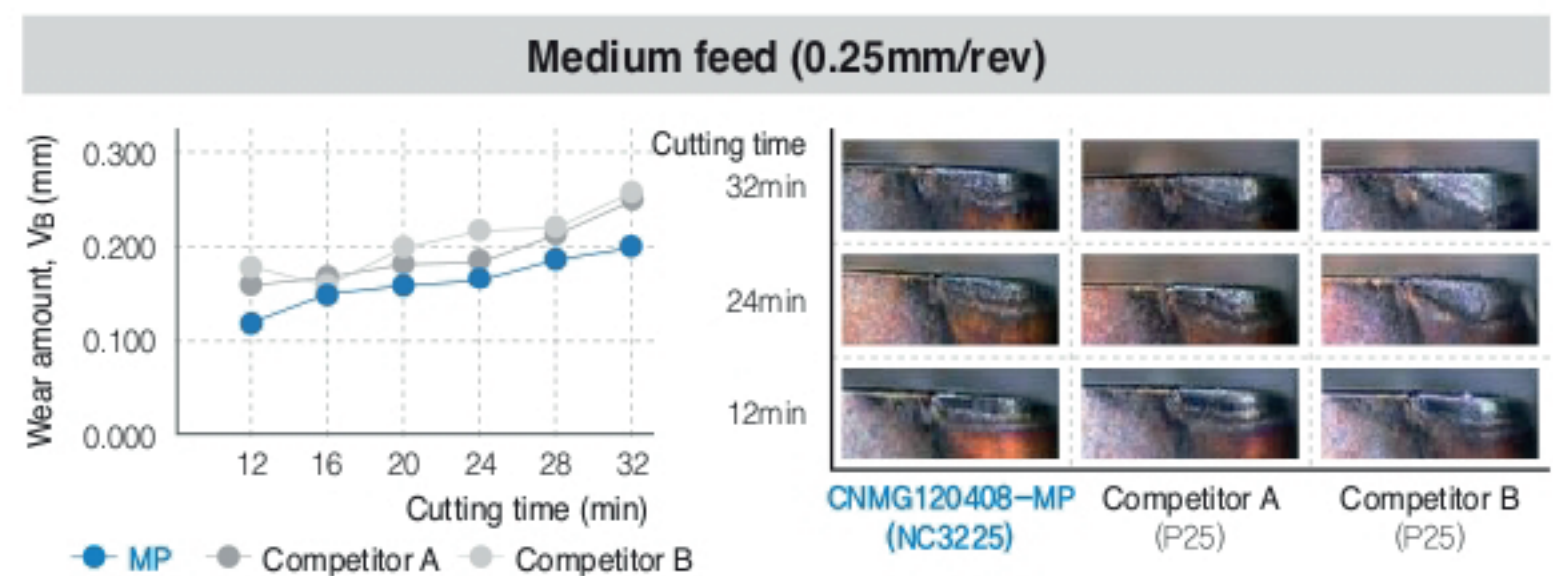 Medium feed (0.25mm/rev)
Wear amount, VB (mm)
0.300
0.200
0.100
0.000
12 16 20 24 28 32
Cutting time (min)
MP Competitor A Competitor B
Cutting time
32min
24min
12min
CNMG120408-MP Competitor A Competitor B
(NC3225) (P25) (P25)